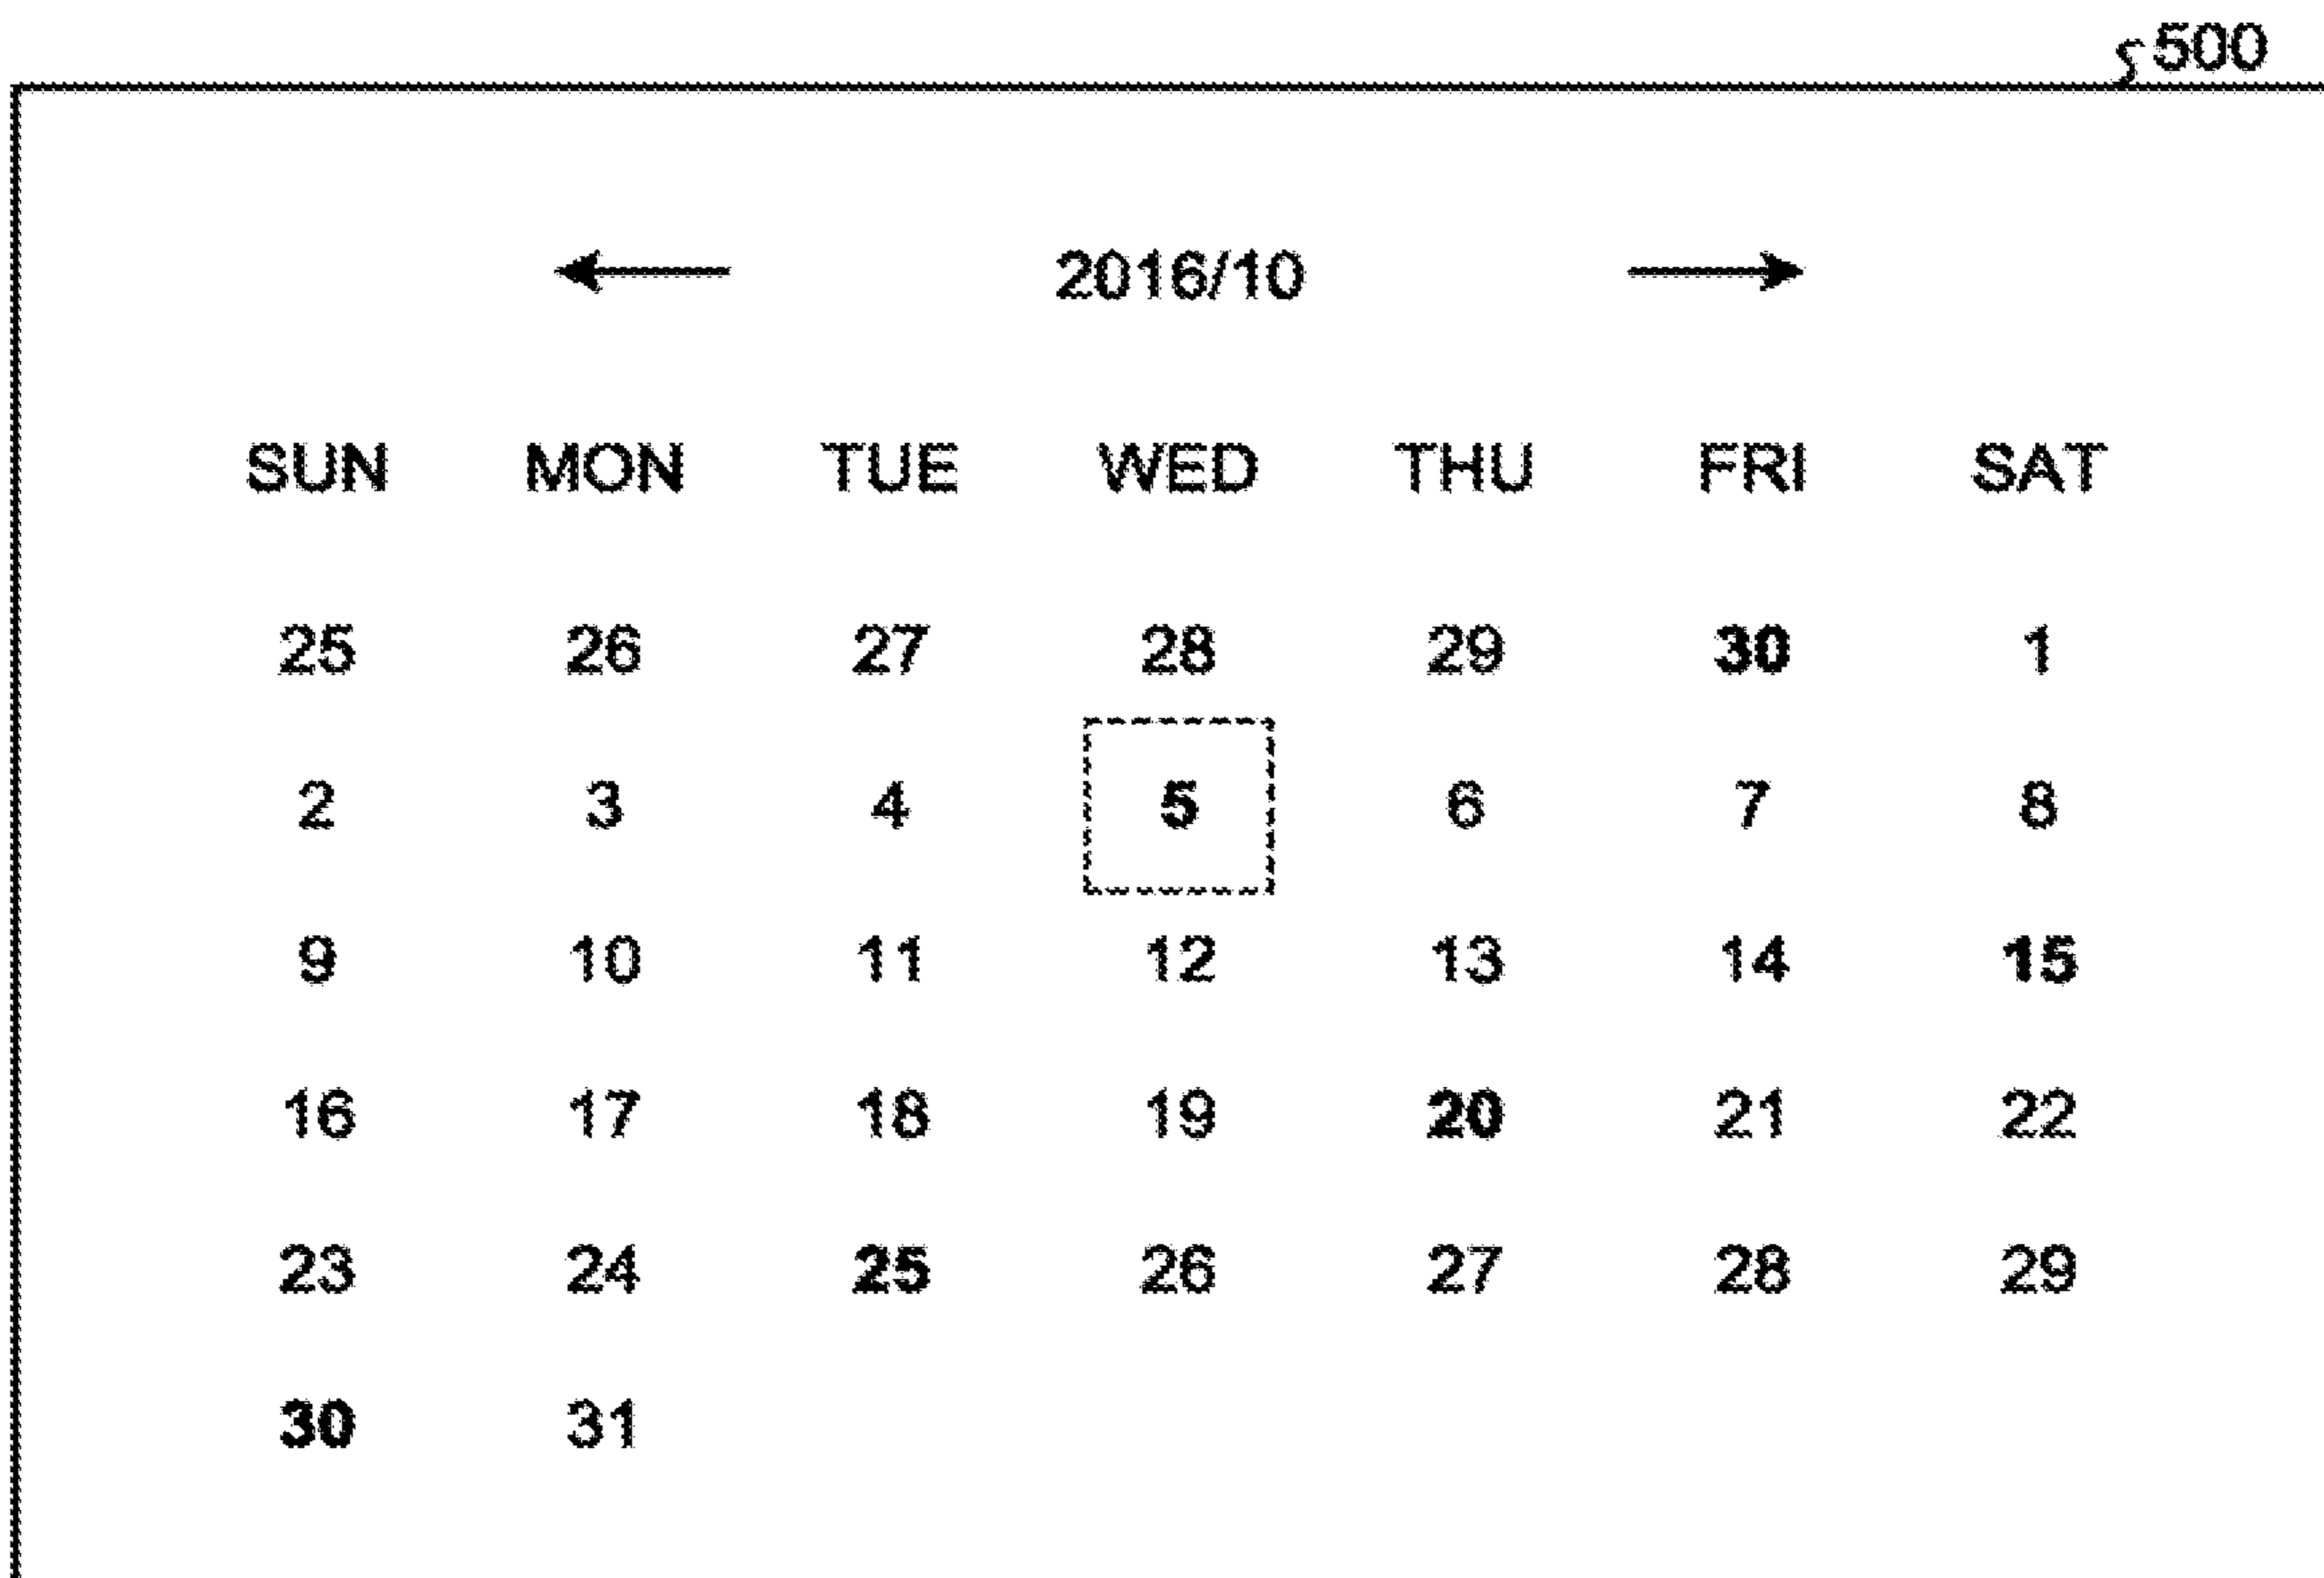 500
2016/10
SUN MON TUE WED THU FRI SAT
25 26 27 28 29 30 1
2 3 4 5 6 7 8
9 10 11 12 13 14 15
16 17 18 19 20 21 22
23 24 25 26 27 28 29
30 31